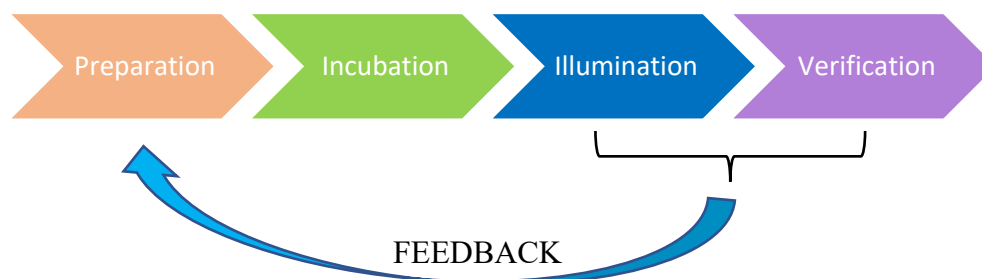 Preparation
Incubation
Illumination
Verification
FEEDBACK